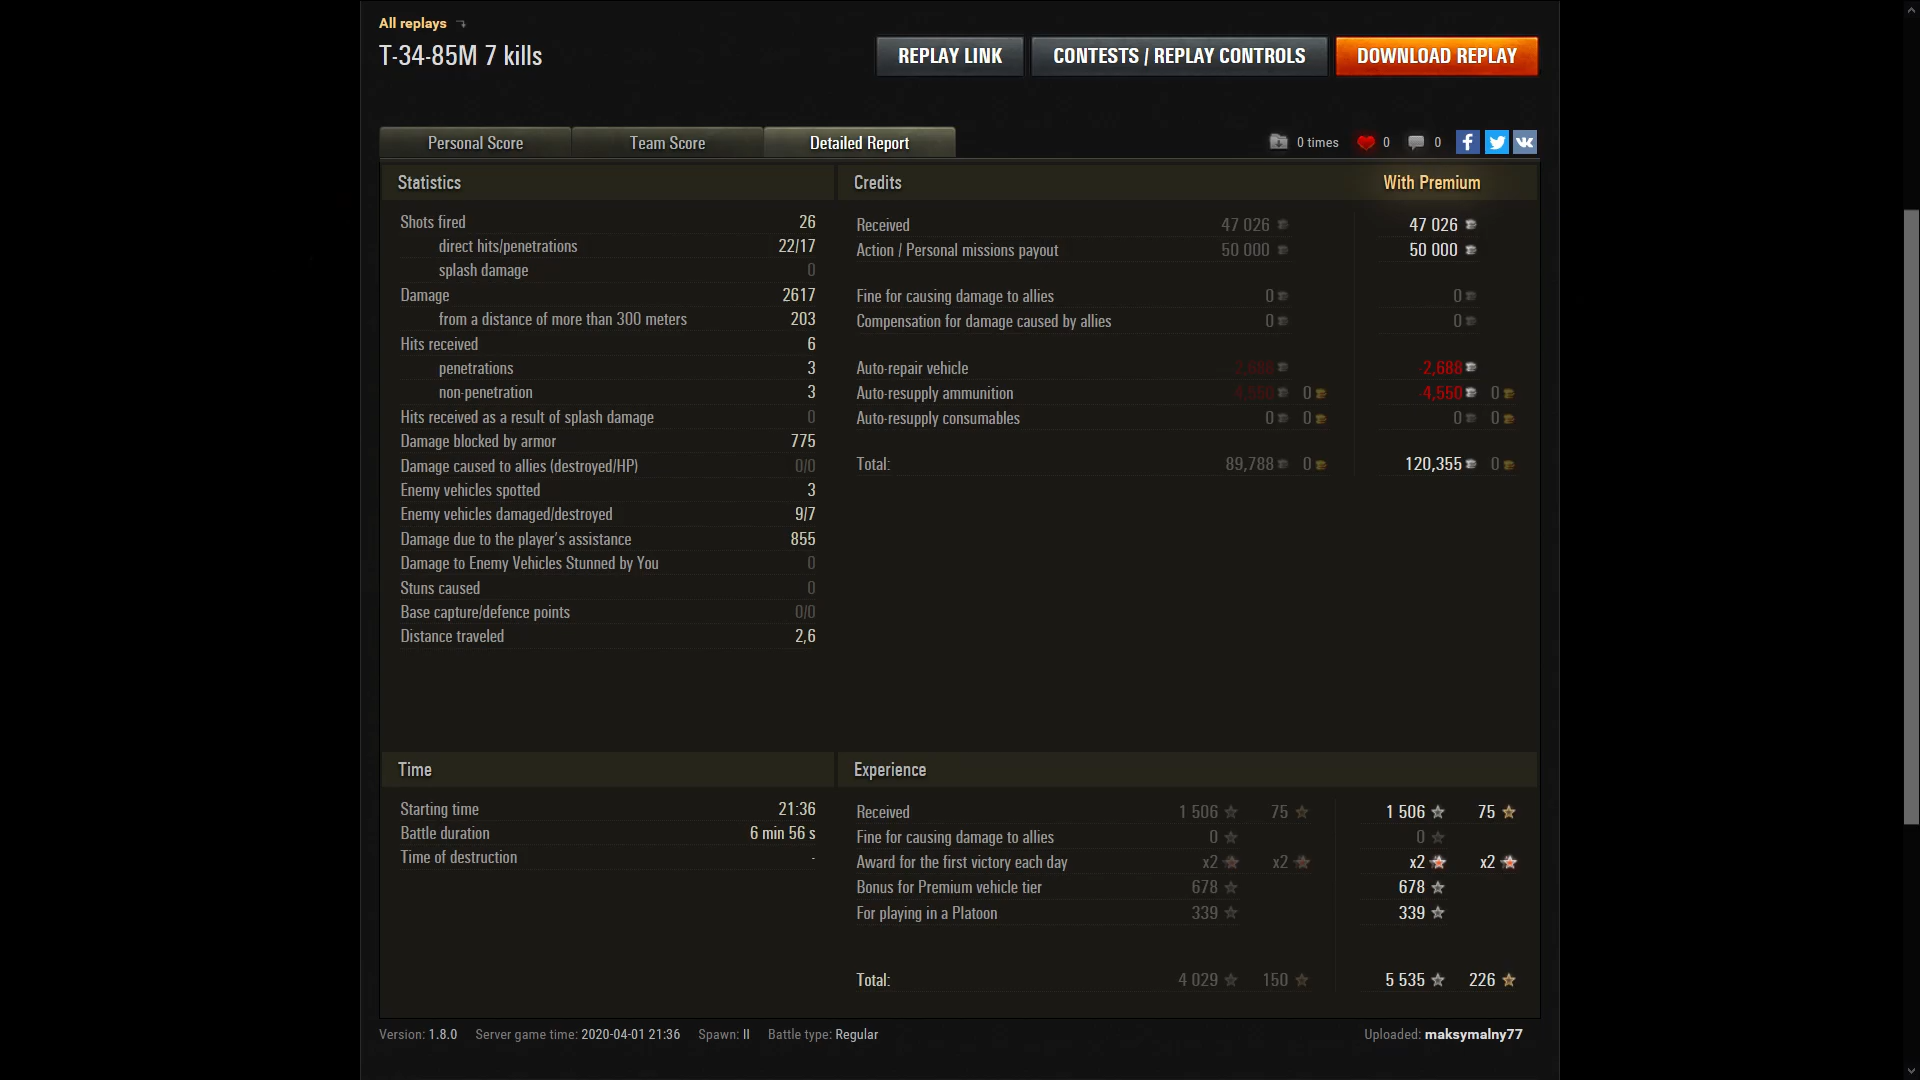 All replays
T-34-85M 7 kills
REPLAY LINK
CONTESTS / REPLAY CONTROLS
DOWNLOAD REPLAY
Personal Score
Team Score
Detailed Report
0 times
0
0
Statistics
Shots fired 26
direct hits/penetrations 22/17
splash damage 0
Damage 2617
from a distance of more than 300 meters 203
Hits received 6
penetrations 3
non-penetration 3
Hits received as a result of splash damage 0
Damage blocked by armor 775
Damage caused to allies (destroyed/HP) 0/0
Enemy vehicles spotted 3
Enemy vehicles damaged/destroyed 9/7
Damage due to the player's assistance 855
Damage to Enemy Vehicles Stunned by You 0
Stuns caused 0
Base capture/defence points 0/0
Distance traveled 2,6
Credits With Premium
Received 47 026 47 026
Action / Personal missions payout 50 000 50 000
Fine for causing damage to allies 0 0
Compensation for damage caused by allies 0 0
Auto-repair vehicle -2,688 -2,688
Auto-resupply ammunition -4,550 0 -4,550 0
Auto-resupply consumables 0 0 0 0
Total: 89,788 0 120,355 0
Time
Starting time 21:36
Battle duration 6 min 56 s
Time of destruction -
Experience
Received 1 506 75 1 506 75
Fine for causing damage to allies 0 0
Award for the first victory each day x2 x2 x2 x2
Bonus for Premium vehicle tier 678 678
For playing in a Platoon 339 339
Total: 4 029 150 5 535 226
Version: 1.8.0 Server game time: 2020-04-01 21:36 Spawn: II Battle type: Regular
Uploaded: maksymalny77